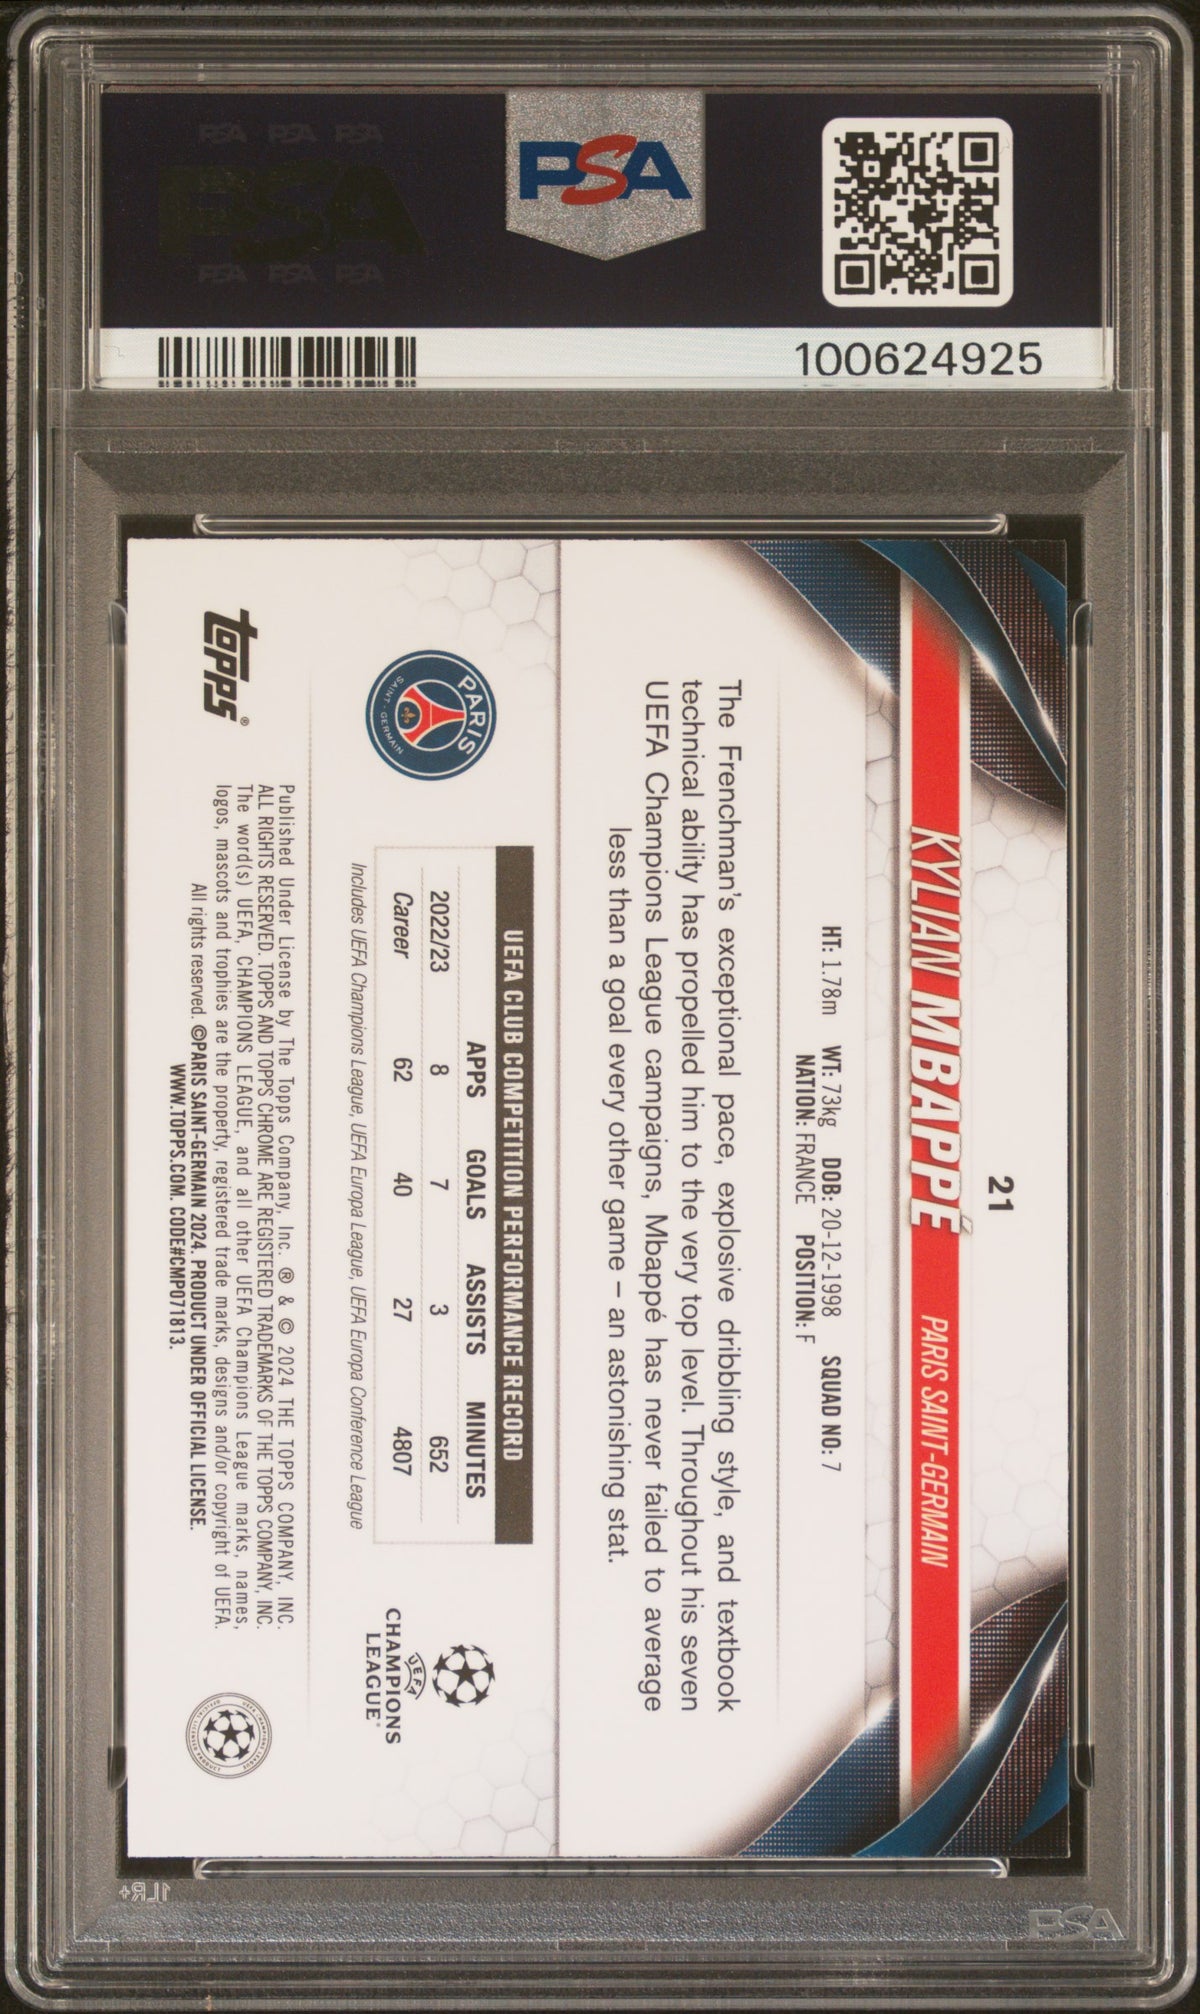 PSA PSA PSA
PSA
PSA PSA PSA
PSA
100624925
21
KYLIAN MBAPPÉ PARIS SAINT-GERMAIN
HT: 1.78m WT: 73kg DOB: 20-12-1998 SQUAD NO: 7
NATION: FRANCE POSITION: F
The Frenchman's exceptional pace, explosive dribbling style, and textbook
technical ability has propelled him to the very top level. Throughout his seven
UEFA Champions League campaigns, Mbappé has never failed to average
less than a goal every other game – an astonishing stat.
PARIS
SAINT-GERMAIN
UEFA CLUB COMPETITION PERFORMANCE RECORD
APPS GOALS ASSISTS MINUTES
2022/23 8 7 3 652
Career 62 40 27 4807
Includes UEFA Champions League, UEFA Europa League, UEFA Europa Conference League
UEFA
CHAMPIONS
LEAGUE®
topps®
Published Under License by The Topps Company, Inc. ® & © 2024 THE TOPPS COMPANY, INC.
ALL RIGHTS RESERVED. TOPPS AND TOPPS CHROME ARE REGISTERED TRADEMARKS OF THE TOPPS COMPANY, INC.
The word(s) UEFA, CHAMPIONS LEAGUE, and all other UEFA Champions League marks, names,
logos, mascots and trophies are the property, registered trade marks, designs and/or copyright of UEFA.
All rights reserved. ©PARIS SAINT-GERMAIN 2024. PRODUCT UNDER OFFICIAL LICENSE.
WWW.TOPPS.COM. CODE#CMP071813.
1LR+
PSA